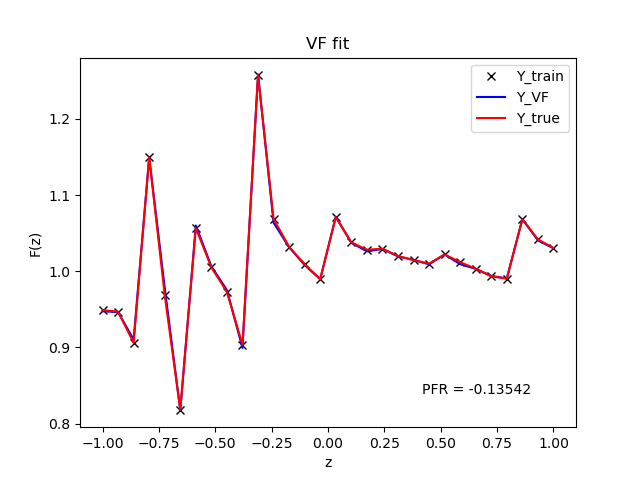 VF fit
Y_train
Y_VF
Y_true
F(z)
1.2
1.1
1.0
0.9
0.8
PFR = -0.13542
−1.00 −0.75 −0.50 −0.25 0.00 0.25 0.50 0.75 1.00
z